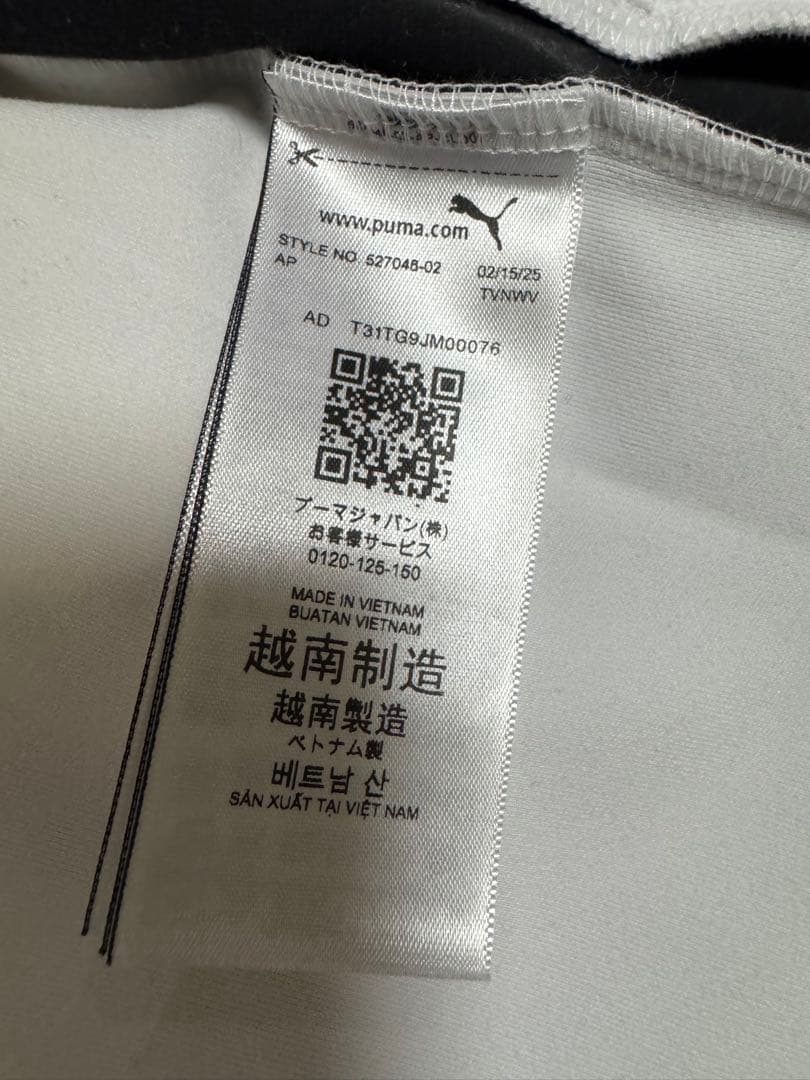 www.puma.com
STYLE NO. 527048-02 02/15/25
AP TVNWV
AD T31TG9JM00076
プーマジャパン(株)
お客様サービス
0120-125-150
MADE IN VIETNAM
BUATAN VIETNAM
越南制造
越南製造
ベトナム製
베트남 산
SẢN XUẤT TẠI VIỆT NAM